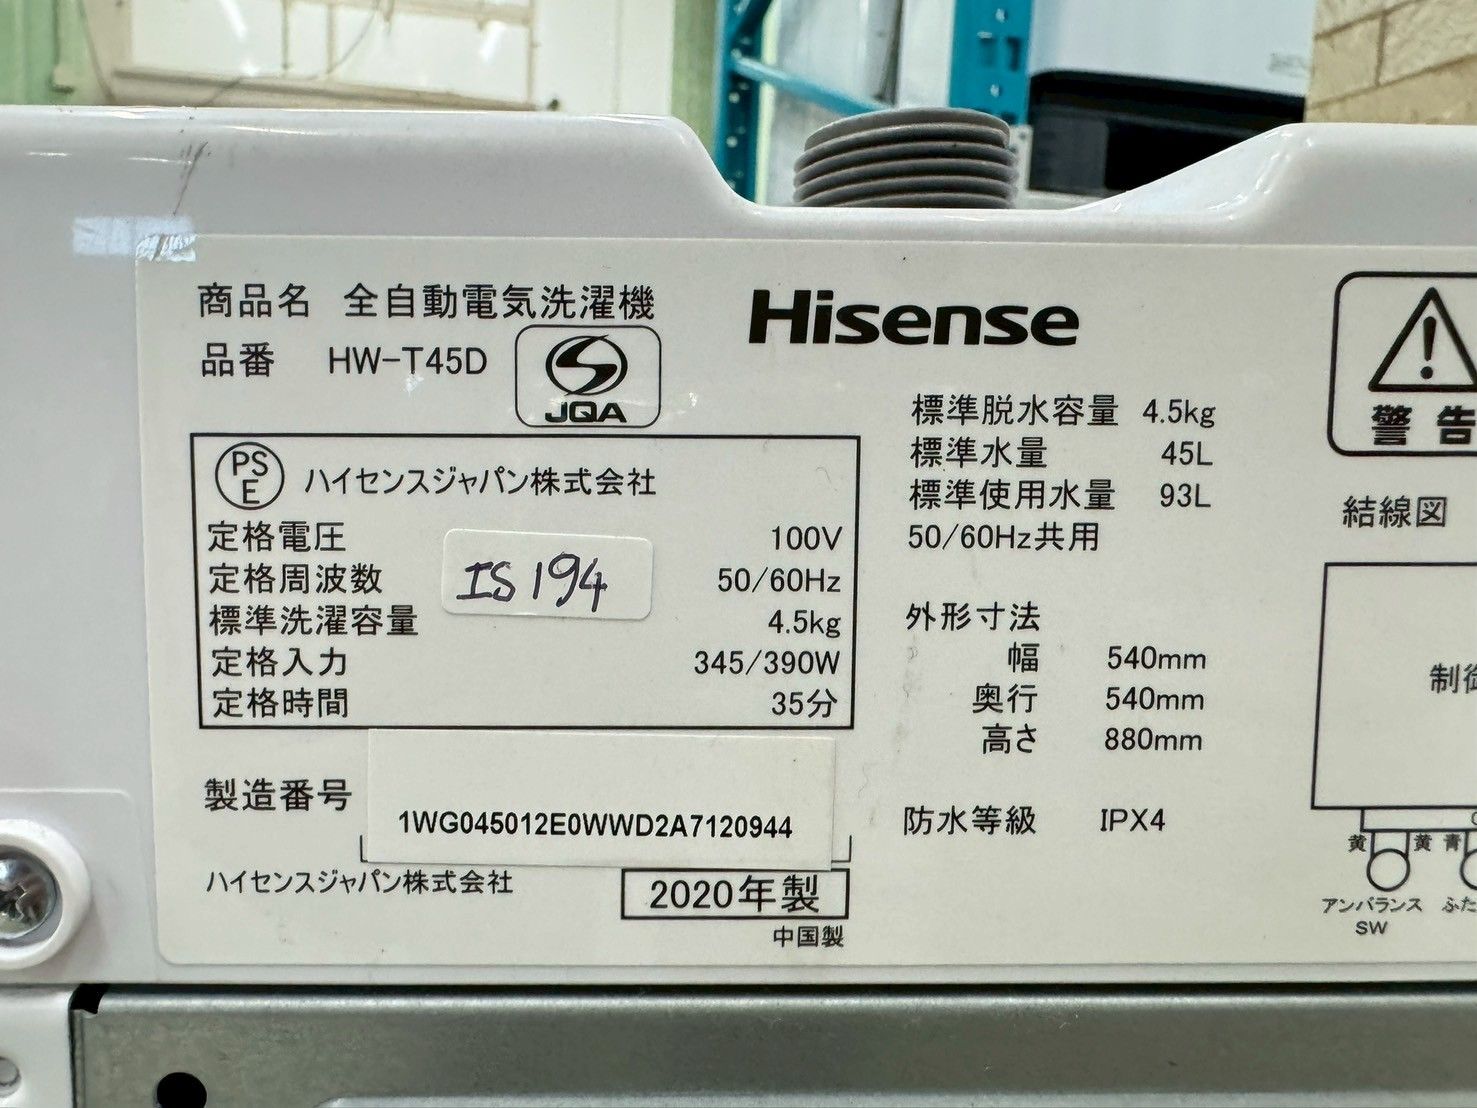 商品名 全自動電気洗濯機
品番 HW-T45D
JQA
Hisense
PS
E
ハイセンスジャパン株式会社
定格電圧 100V
定格周波数 50/60Hz
標準洗濯容量 4.5kg
定格入力 345/390W
定格時間 35分
IS194
製造番号 1WG045012E0WWD2A7120944
ハイセンスジャパン株式会社
2020年製
中国製
標準脱水容量 4.5kg
標準水量 45L
標準使用水量 93L
50/60Hz共用
外形寸法
幅 540mm
奥行 540mm
高さ 880mm
防水等級 IPX4
警告
結線図
制御
黄 黄 青
アンバランス ふた
SW